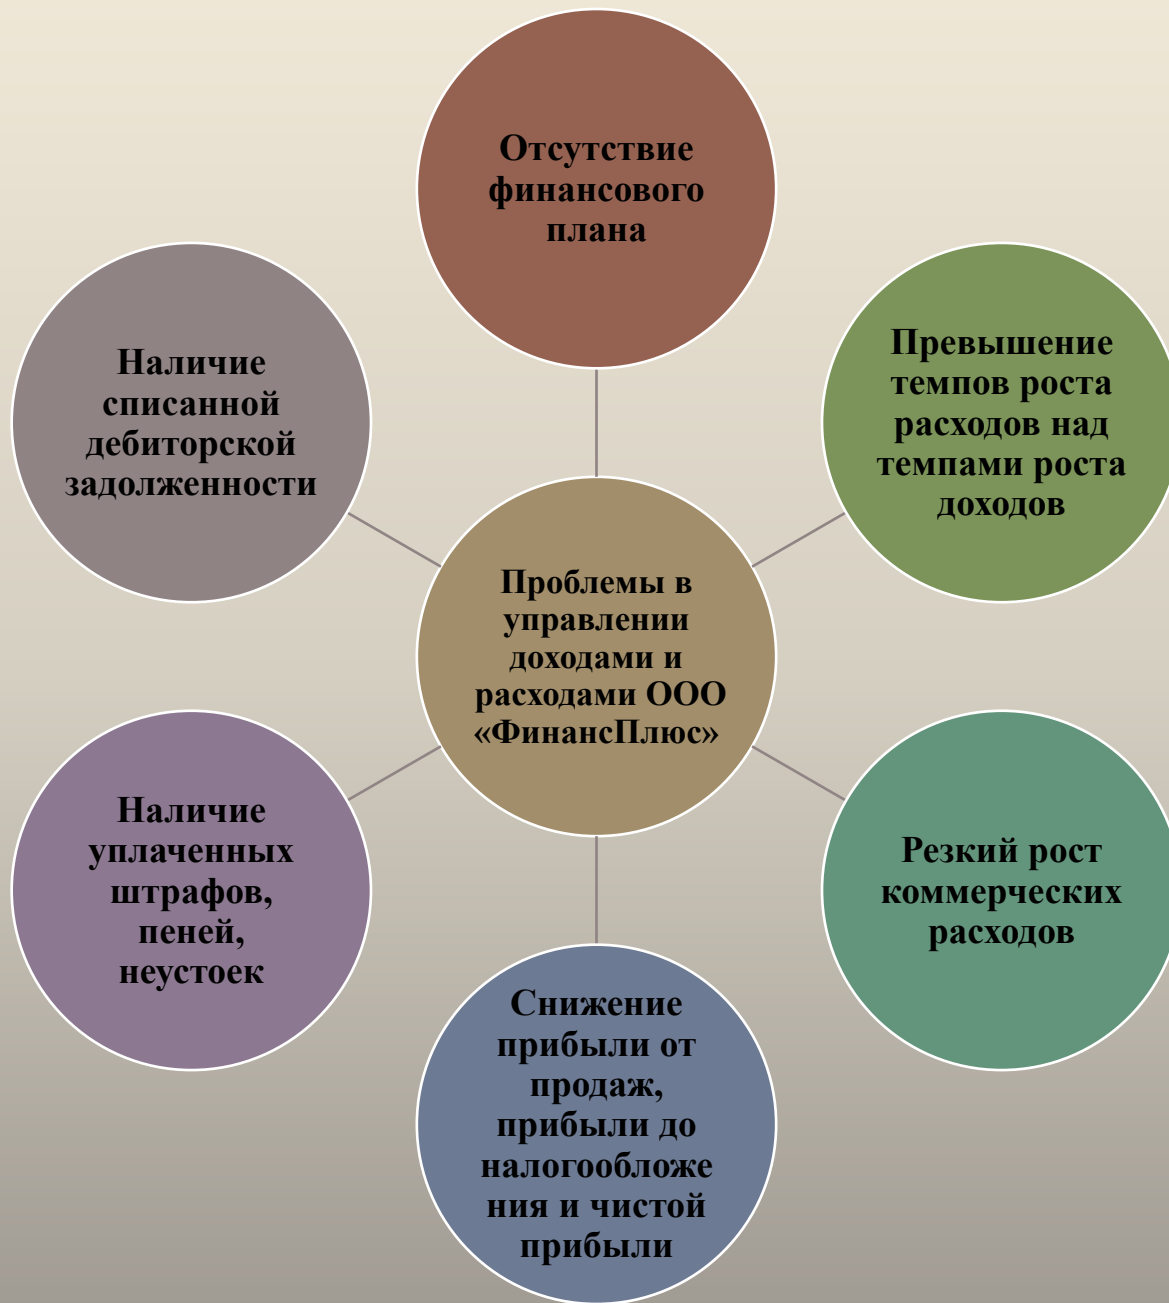 Отсутствие
финансового
плана
Превышение
темпов роста
расходов над
темпами роста
доходов
Наличие
списанной
дебиторской
задолженности
Проблемы в
управлении
доходами и
расходами ООО
«ФинансПлюс»
Резкий рост
коммерческих
расходов
Наличие
уплаченных
штрафов,
пеней,
неустоек
Снижение
прибыли от
продаж,
прибыли до
налогообложе
ния и чистой
прибыли